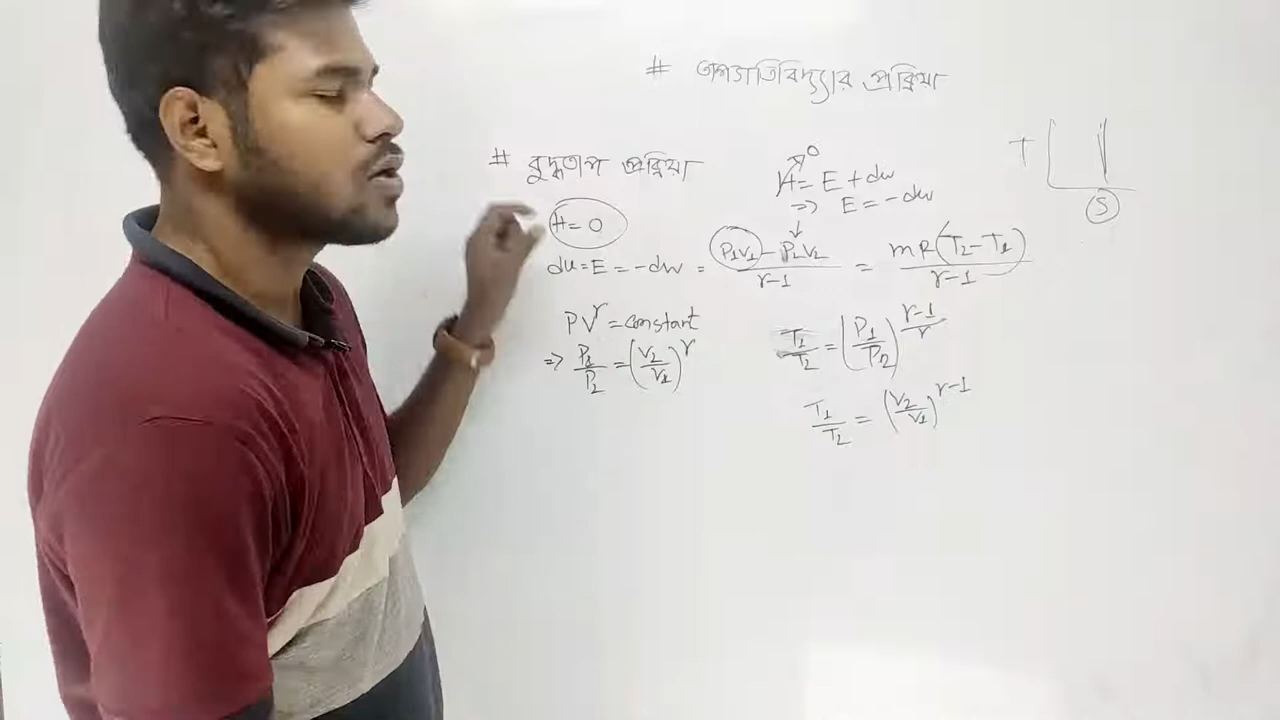 # তাপগতিবিদ্যার প্রক্রিয়া
# রুদ্ধতাপ প্রক্রিয়া
H = 0
H = E + dw
0
⇒ E = -dw
T
S
du = E = -dw = (P₁V₁ - P₂V₂)/(γ-1) = mR(T₂-T₁)/(γ-1)
PV^γ = constant
⇒ P₁/P₂ = (V₂/V₁)^γ
T₁/T₂ = (P₁/P₂)^((γ-1)/γ)
T₁/T₂ = (V₂/V₁)^(γ-1)